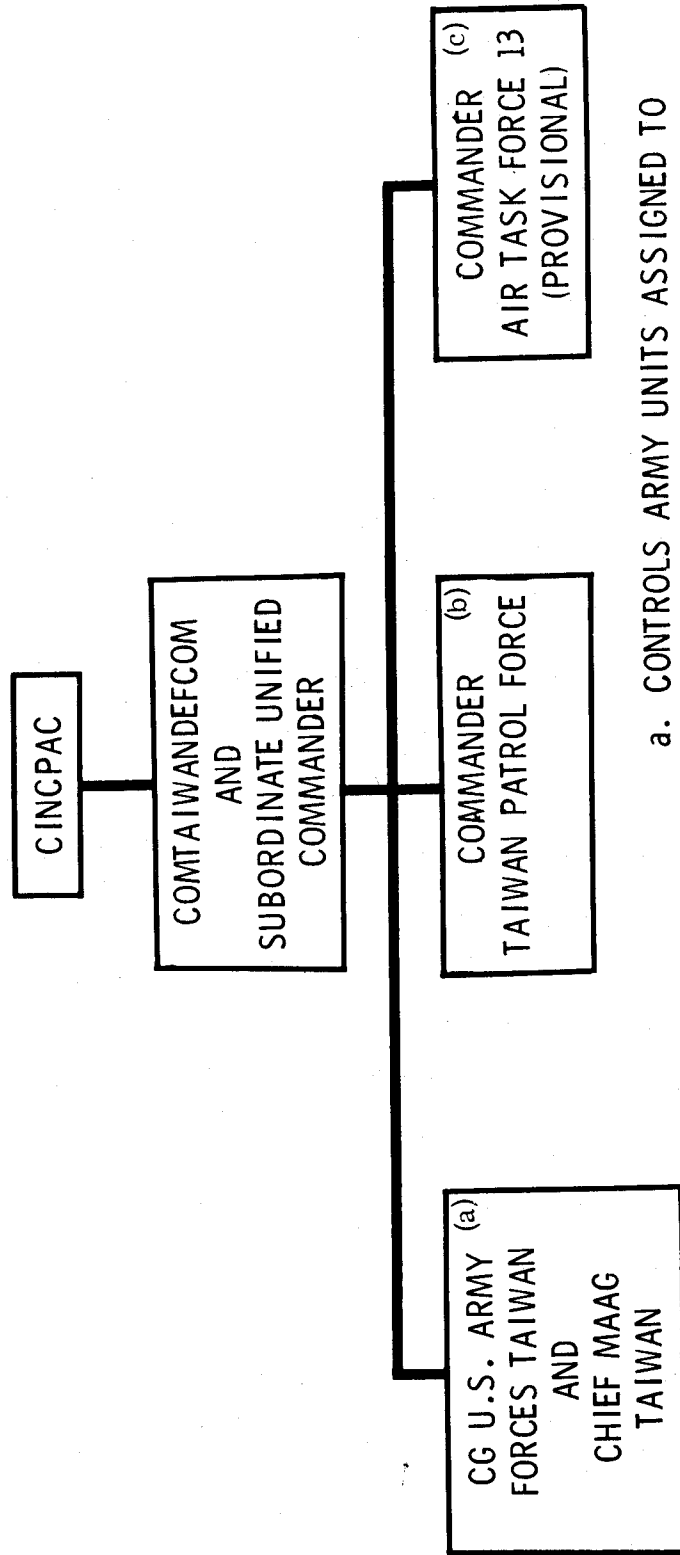 CINCPAC
COMTAIWANDEFCOM
AND
SUBORDINATE UNIFIED
COMMANDER
CG U.S. ARMY (a)
FORCES TAIWAN
AND
CHIEF MAAG
TAIWAN
COMMANDER (b)
TAIWAN PATROL FORCE
COMMANDER (c)
AIR TASK FORCE 13
(PROVISIONAL)
a. CONTROLS ARMY UNITS ASSIGNED TO